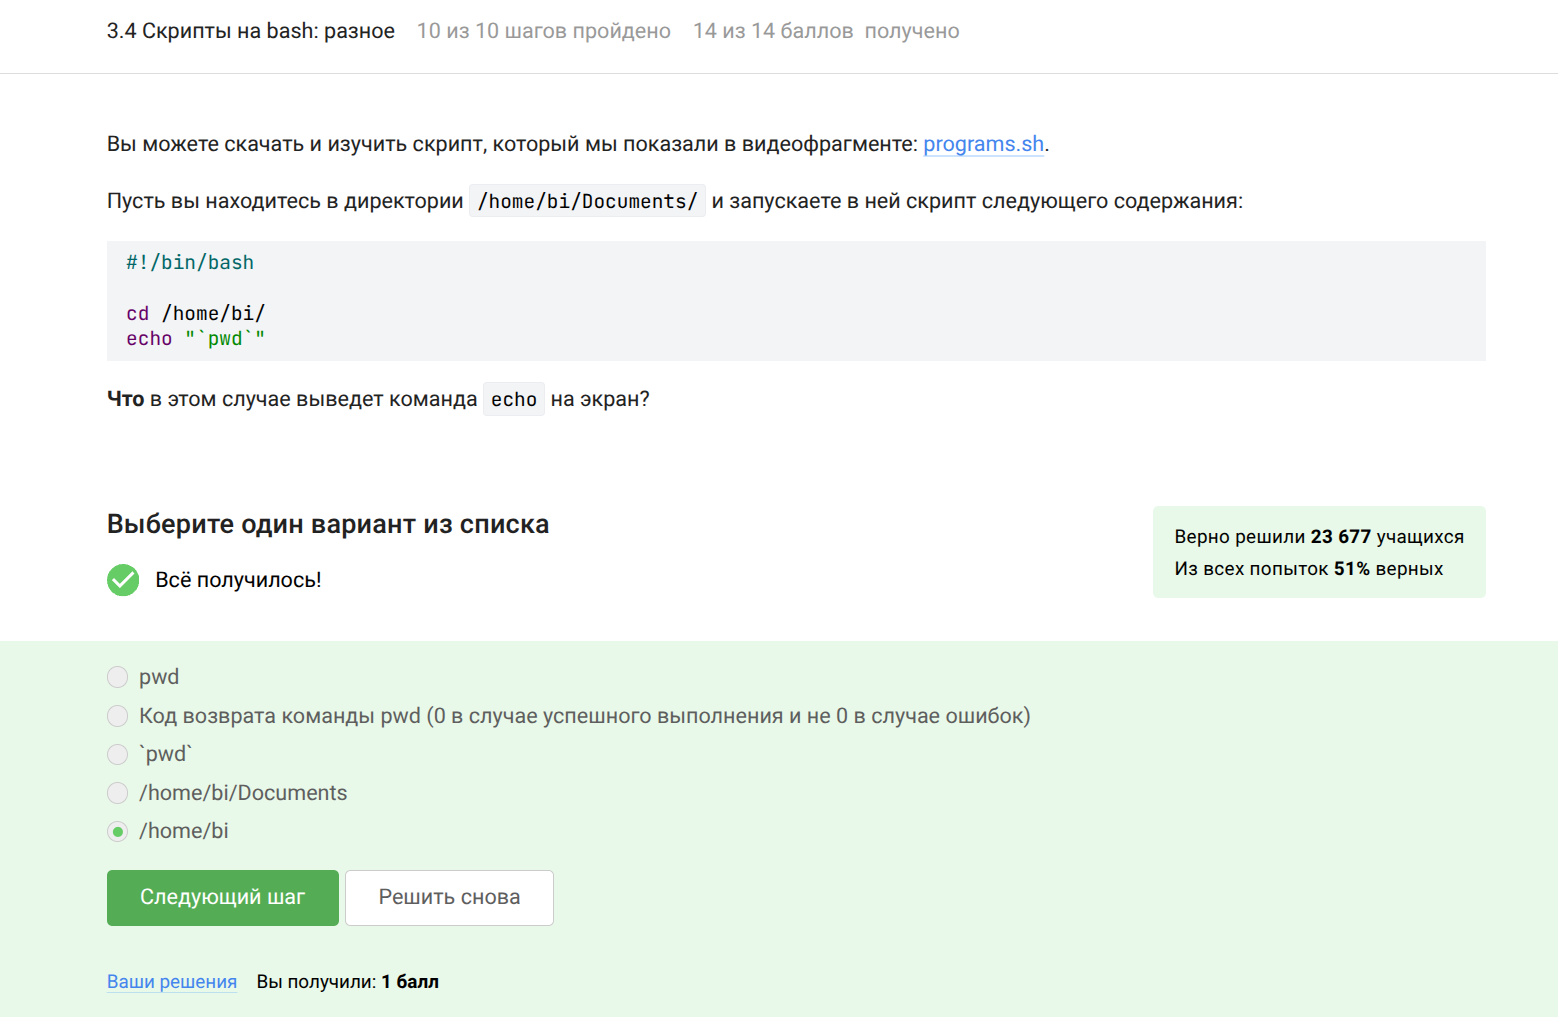 3.4 Скрипты на bash: разное 10 из 10 шагов пройдено 14 из 14 баллов получено
Вы можете скачать и изучить скрипт, который мы показали в видеофрагменте: programs.sh.
Пусть вы находитесь в директории /home/bi/Documents/ и запускаете в ней скрипт следующего содержания:
#!/bin/bash
cd /home/bi/
echo "`pwd`"
Что в этом случае выведет команда echo на экран?
Выберите один вариант из списка
Всё получилось!
Верно решили 23 677 учащихся
Из всех попыток 51% верных
pwd
Код возврата команды pwd (0 в случае успешного выполнения и не 0 в случае ошибок)
`pwd`
/home/bi/Documents
/home/bi
Следующий шаг Решить снова
Ваши решения Вы получили: 1 балл